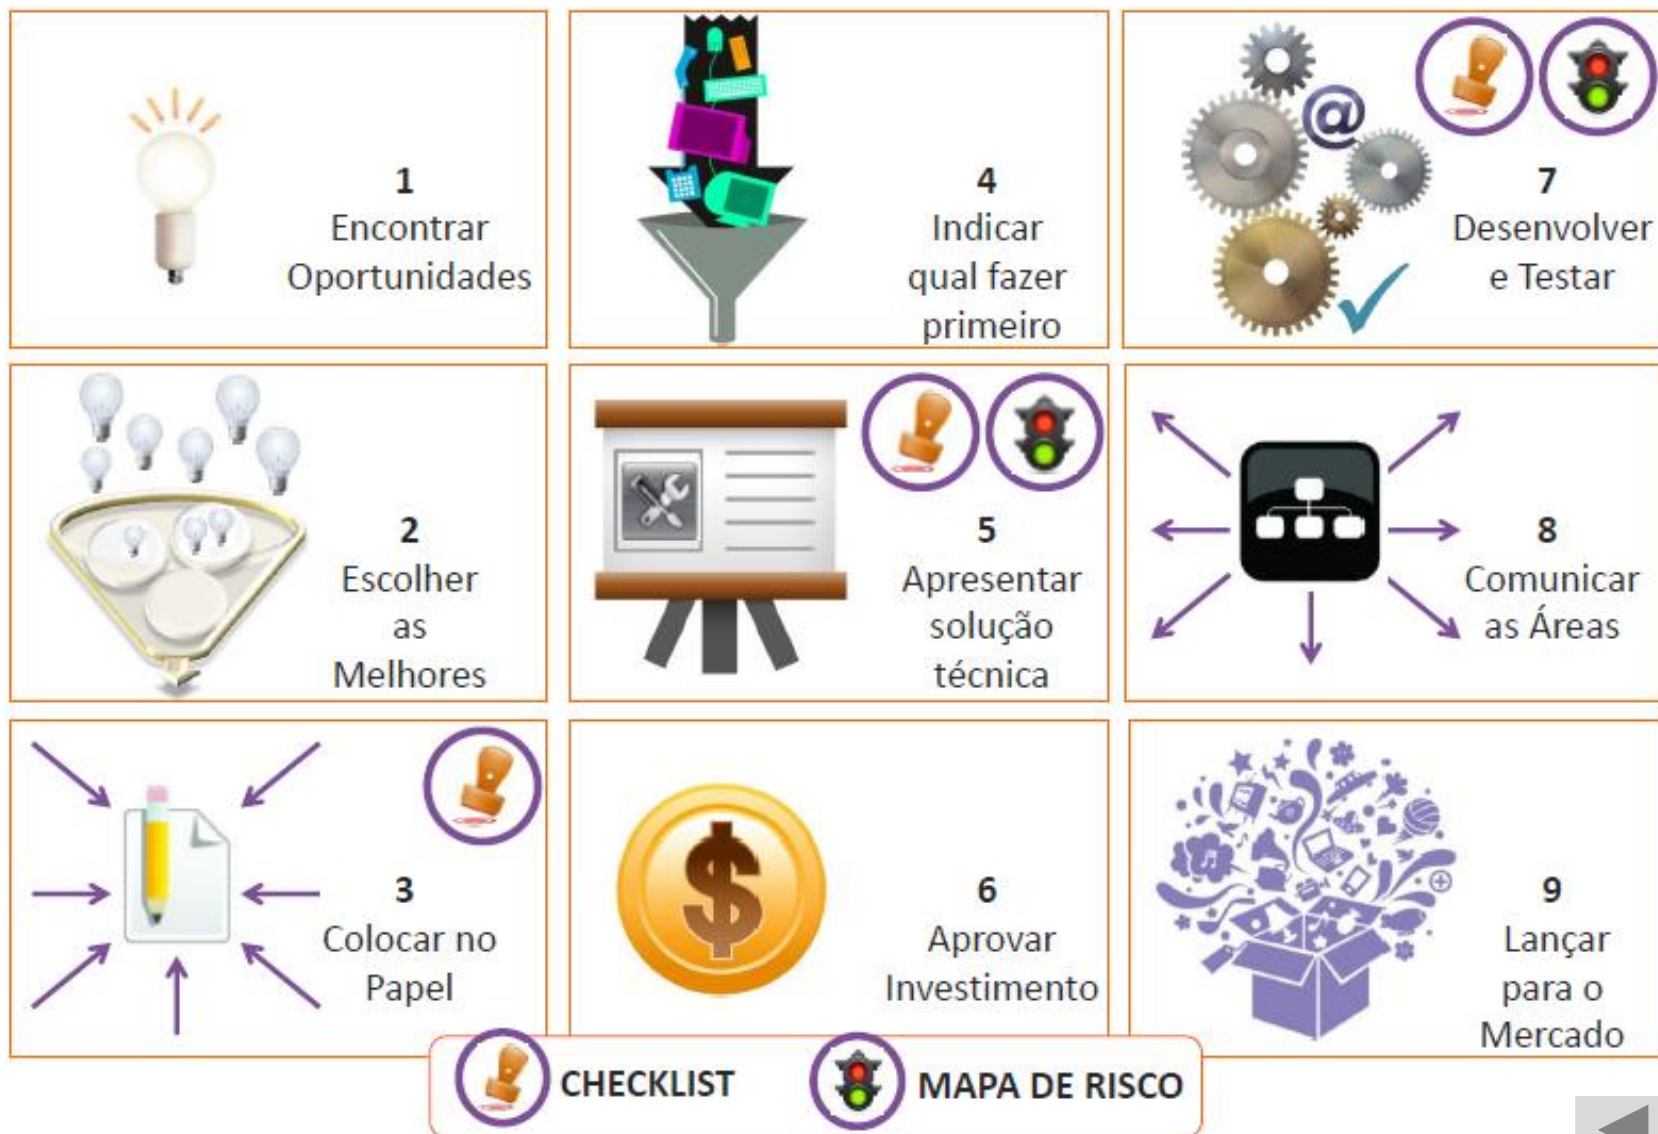 1
Encontrar
Oportunidades
2
Escolher
as
Melhores
3
Colocar no
Papel
4
Indicar
qual fazer
primeiro
5
Apresentar
solução
técnica
6
Aprovar
Investimento
7
Desenvolver
e Testar
@
8
Comunicar
as Áreas
9
Lançar
para o
Mercado
CHECKLIST
MAPA DE RISCO